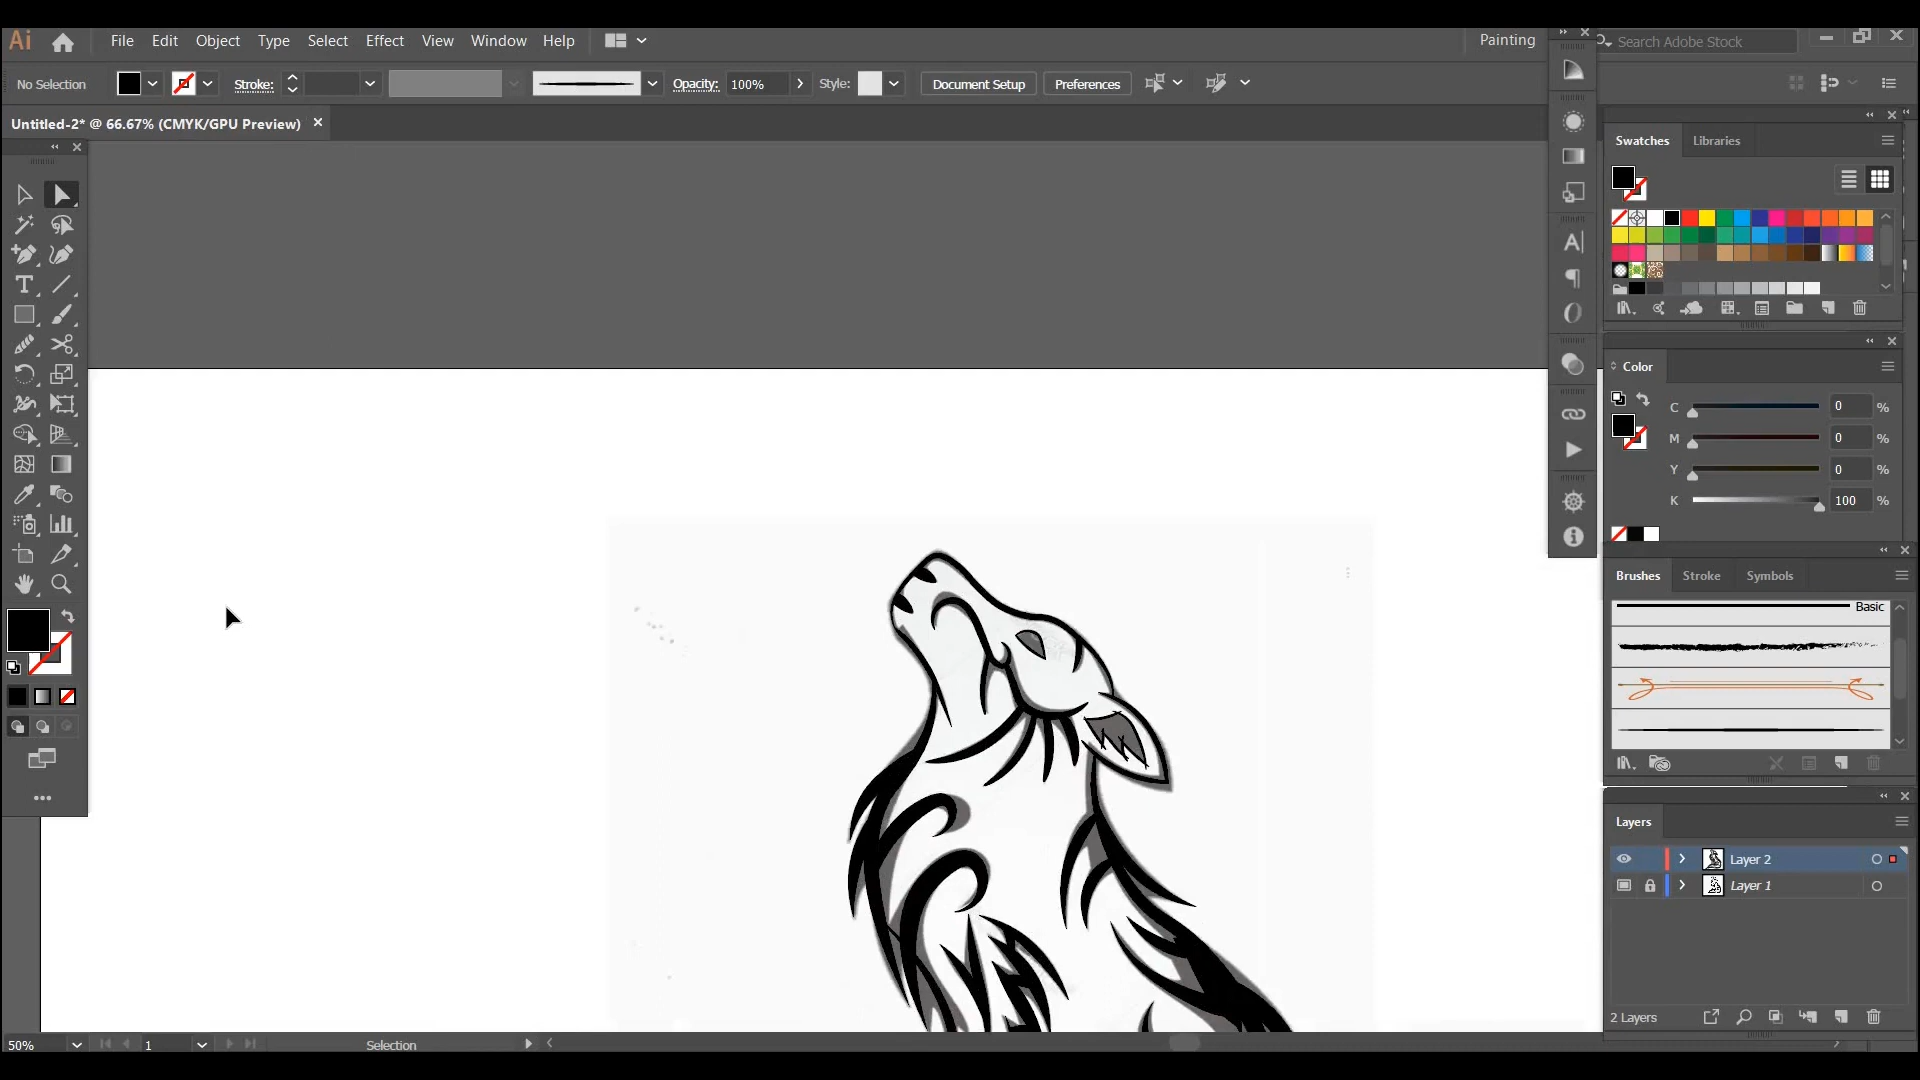 Ai File Edit Object Type Select Effect View Window Help Painting Search Adobe Stock
No Selection Stroke: Opacity: 100% Style: Document Setup Preferences
Untitled-2* @ 66.67% (CMYK/GPU Preview)
Swatches Libraries
Color
C 0 %
M 0 %
Y 0 %
K 100 %
Brushes Stroke Symbols
Basic
Layers
Layer 2
Layer 1
2 Layers
50% 1 Selection